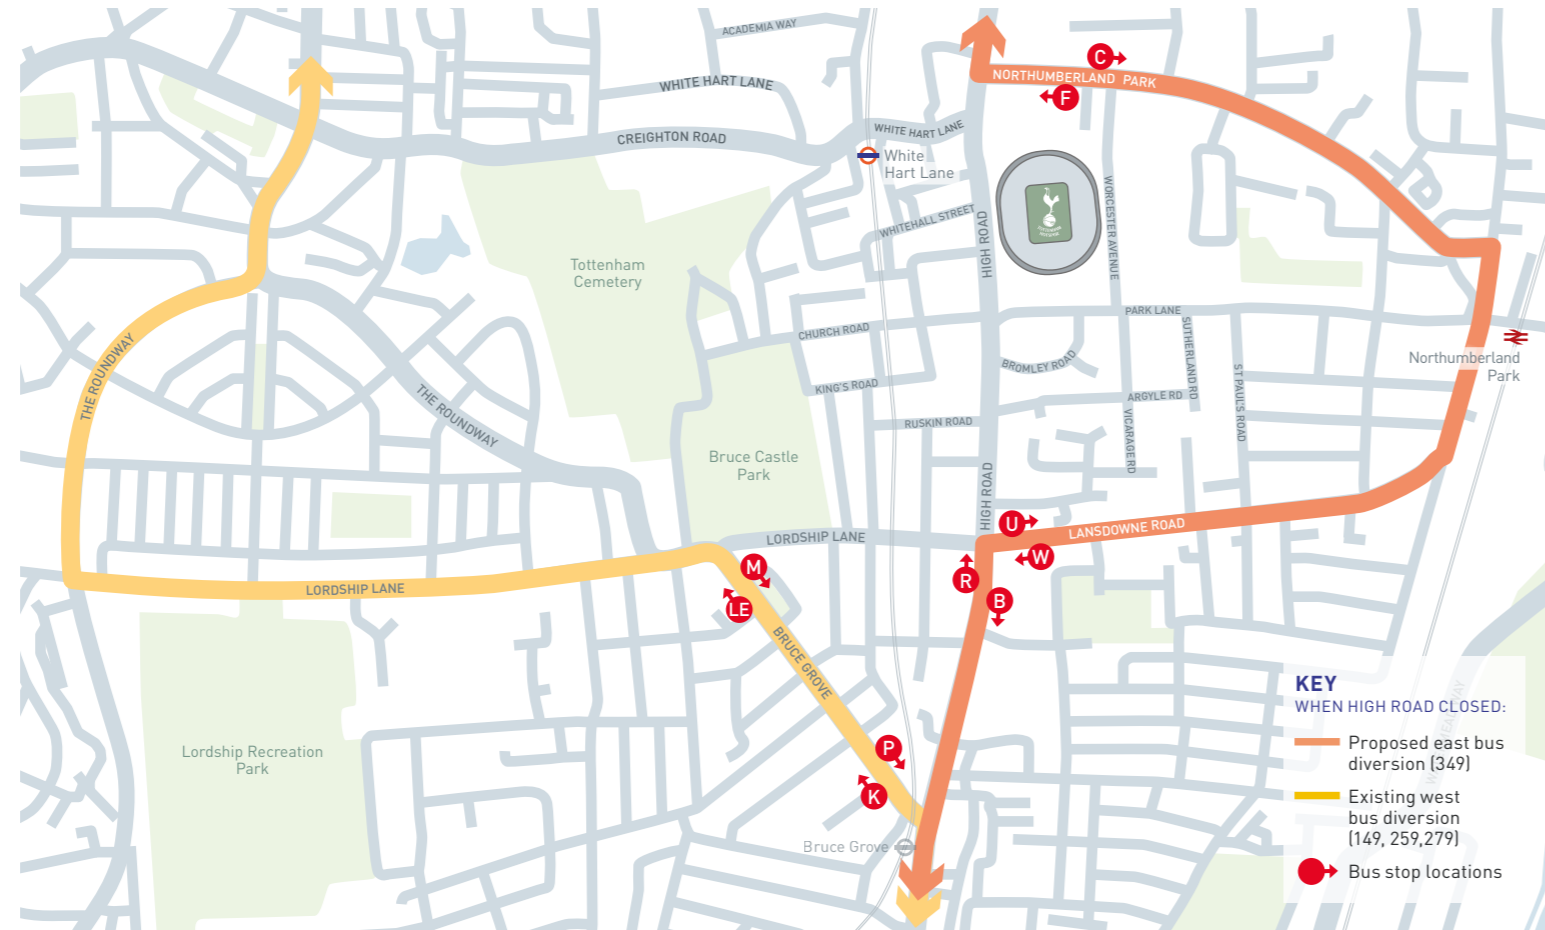 ACADEMIA WAY
WHITE HART LANE
CREIGHTON ROAD
WHITE HART LANE
White
Hart Lane
C
NORTHUMBERLAND PARK
F
WORCESTER AVENUE
WHITEHALL STREET
HIGH ROAD
Tottenham
Cemetery
PARK LANE
CHURCH ROAD
SUTHERLAND RD
THE ROUNDWAY
THE ROUNDWAY
BROMLEY ROAD
Northumberland
Park
KING'S ROAD
ARGYLE RD
ST PAUL'S ROAD
RUSKIN ROAD
VICARAGE RD
Bruce Castle
Park
HIGH ROAD
U
LANSDOWNE ROAD
LORDSHIP LANE
W
M
R
B
LORDSHIP LANE
LE
BRUCE GROVE
P
K
Bruce Grove
Lordship Recreation
Park
KEY
WHEN HIGH ROAD CLOSED:
Proposed east bus
diversion (349)
Existing west
bus diversion
(149, 259,279)
Bus stop locations